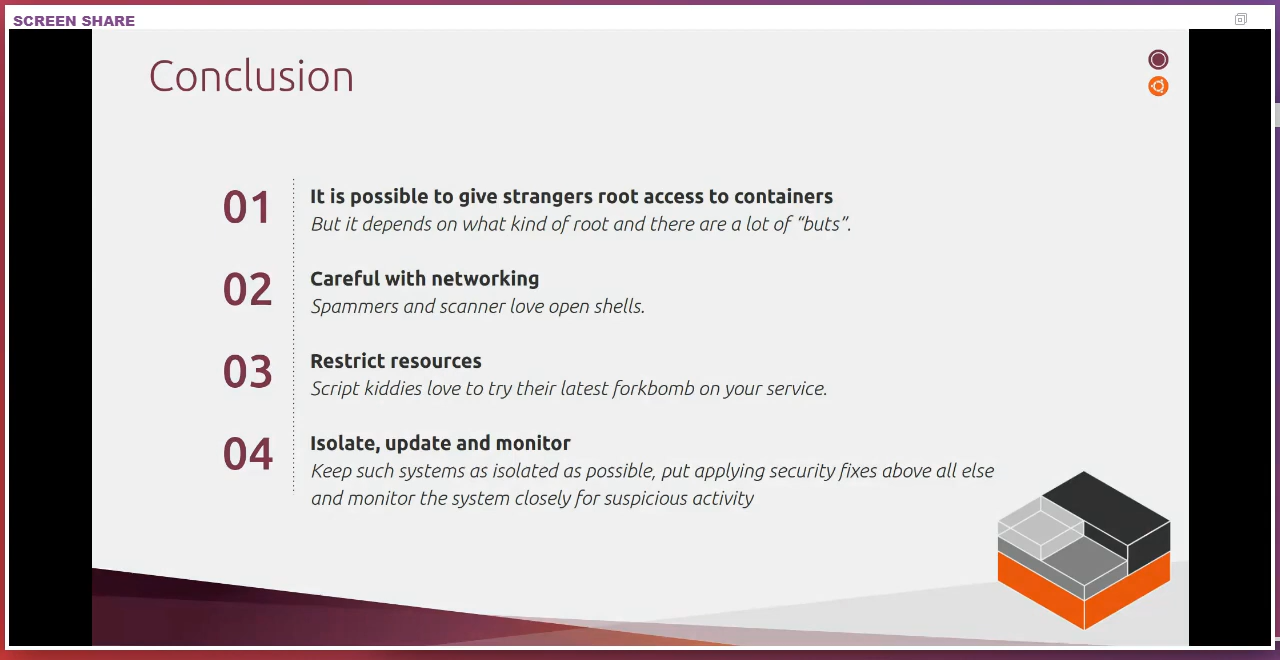 SCREEN SHARE
Conclusion
01
It is possible to give strangers root access to containers
But it depends on what kind of root and there are a lot of “buts”.
02
Careful with networking
Spammers and scanner love open shells.
03
Restrict resources
Script kiddies love to try their latest forkbomb on your service.
04
Isolate, update and monitor
Keep such systems as isolated as possible, put applying security fixes above all else
and monitor the system closely for suspicious activity